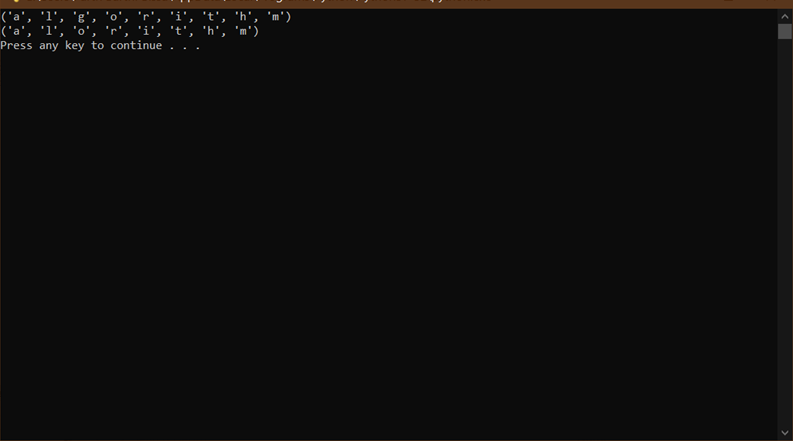 ('a', 'l', 'g', 'o', 'r', 'i', 't', 'h', 'm')
('a', 'l', 'o', 'r', 'i', 't', 'h', 'm')
Press any key to continue . . .